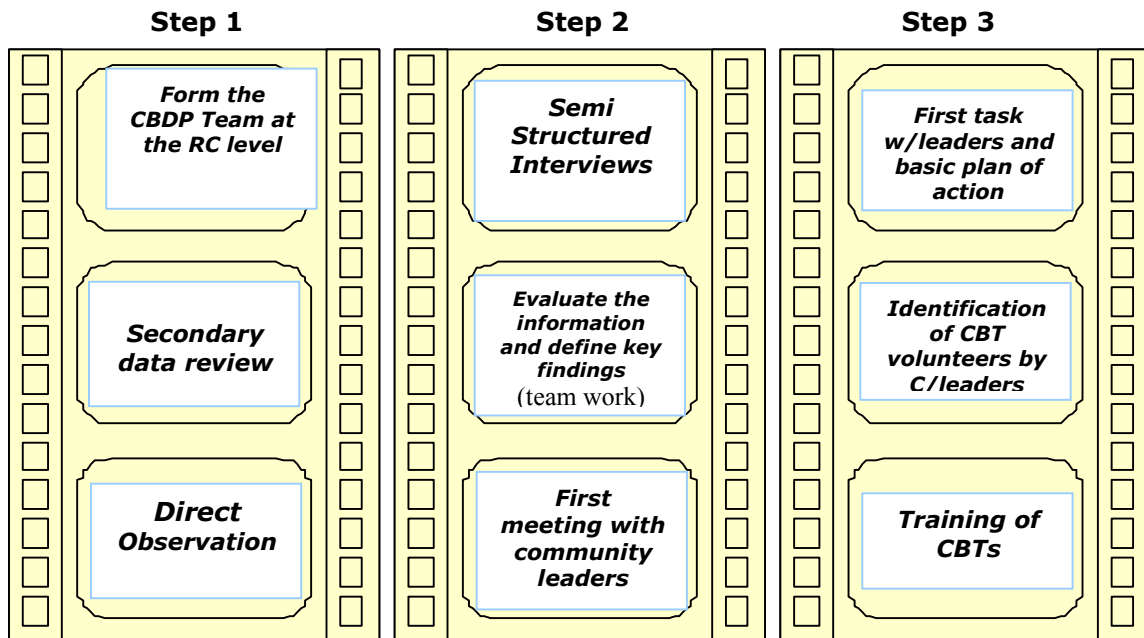 Step 1
Form the
CBDP Team at
the RC level
Secondary
data review
Direct
Observation
Step 2
Semi
Structured
Interviews
Evaluate the
information
and define key
findings
(team work)
First
meeting with
community
leaders
Step 3
First task
w/leaders and
basic plan of
action
Identification
of CBT
volunteers by
C/leaders
Training of
CBTs